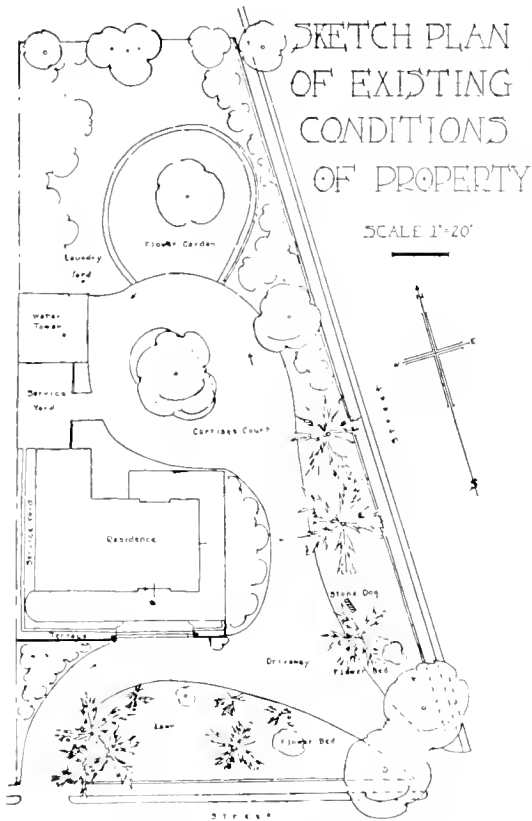 SKETCH PLAN
OF EXISTING
CONDITIONS
OF PROPERTY
SCALE 1"=20'
Flower Garden
Laundry
Yard
Water
Tower
N
E
W
S
Service
Yard
Carriage Court
STREET
Service Yard
Residence
Stone Dog
Terrace
Driveway
Flower Bed
Lawn
Flower Bed
STREET